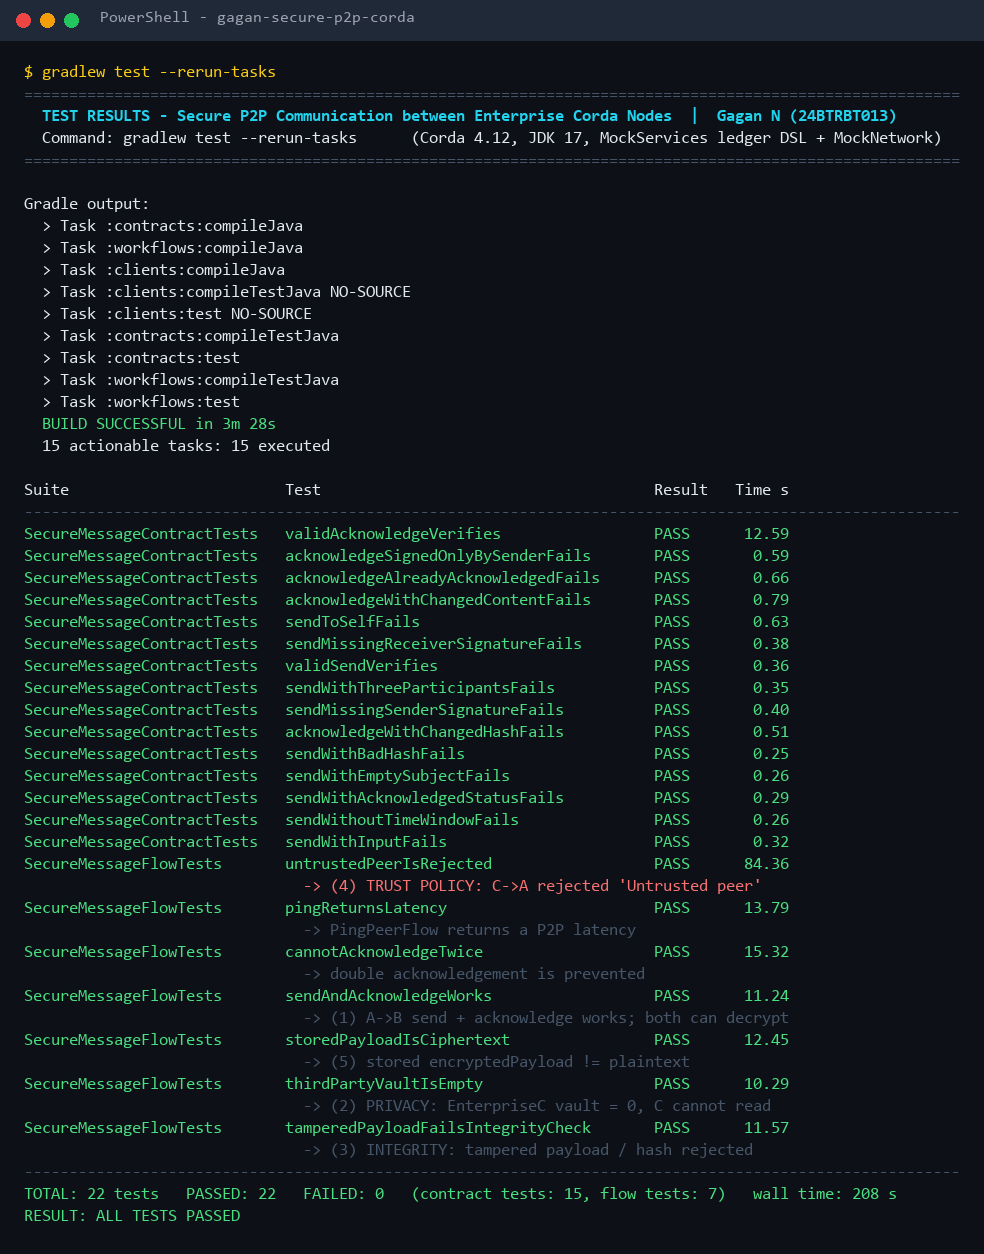 PowerShell - gagan-secure-p2p-corda
$ gradlew test --rerun-tasks
========================================================================================================
TEST RESULTS - Secure P2P Communication between Enterprise Corda Nodes | Gagan N (24BTRBT013)
Command: gradlew test --rerun-tasks (Corda 4.12, JDK 17, MockServices ledger DSL + MockNetwork)
========================================================================================================
Gradle output:
> Task :contracts:compileJava
> Task :workflows:compileJava
> Task :clients:compileJava
> Task :clients:compileTestJava NO-SOURCE
> Task :clients:test NO-SOURCE
> Task :contracts:compileTestJava
> Task :contracts:test
> Task :workflows:compileTestJava
> Task :workflows:test
BUILD SUCCESSFUL in 3m 28s
15 actionable tasks: 15 executed
Suite Test Result Time s
--------------------------------------------------------------------------------------------------------
SecureMessageContractTests validAcknowledgeVerifies PASS 12.59
SecureMessageContractTests acknowledgeSignedOnlyBySenderFails PASS 0.59
SecureMessageContractTests acknowledgeAlreadyAcknowledgedFails PASS 0.66
SecureMessageContractTests acknowledgeWithChangedContentFails PASS 0.79
SecureMessageContractTests sendToSelfFails PASS 0.63
SecureMessageContractTests sendMissingReceiverSignatureFails PASS 0.38
SecureMessageContractTests validSendVerifies PASS 0.36
SecureMessageContractTests sendWithThreeParticipantsFails PASS 0.35
SecureMessageContractTests sendMissingSenderSignatureFails PASS 0.40
SecureMessageContractTests acknowledgeWithChangedHashFails PASS 0.51
SecureMessageContractTests sendWithBadHashFails PASS 0.25
SecureMessageContractTests sendWithEmptySubjectFails PASS 0.26
SecureMessageContractTests sendWithAcknowledgedStatusFails PASS 0.29
SecureMessageContractTests sendWithoutTimeWindowFails PASS 0.26
SecureMessageContractTests sendWithInputFails PASS 0.32
SecureMessageFlowTests untrustedPeerIsRejected PASS 84.36
-> (4) TRUST POLICY: C->A rejected 'Untrusted peer'
SecureMessageFlowTests pingReturnsLatency PASS 13.79
-> PingPeerFlow returns a P2P latency
SecureMessageFlowTests cannotAcknowledgeTwice PASS 15.32
-> double acknowledgement is prevented
SecureMessageFlowTests sendAndAcknowledgeWorks PASS 11.24
-> (1) A->B send + acknowledge works; both can decrypt
SecureMessageFlowTests storedPayloadIsCiphertext PASS 12.45
-> (5) stored encryptedPayload != plaintext
SecureMessageFlowTests thirdPartyVaultIsEmpty PASS 10.29
-> (2) PRIVACY: EnterpriseC vault = 0, C cannot read
SecureMessageFlowTests tamperedPayloadFailsIntegrityCheck PASS 11.57
-> (3) INTEGRITY: tampered payload / hash rejected
--------------------------------------------------------------------------------------------------------
TOTAL: 22 tests PASSED: 22 FAILED: 0 (contract tests: 15, flow tests: 7) wall time: 208 s
RESULT: ALL TESTS PASSED